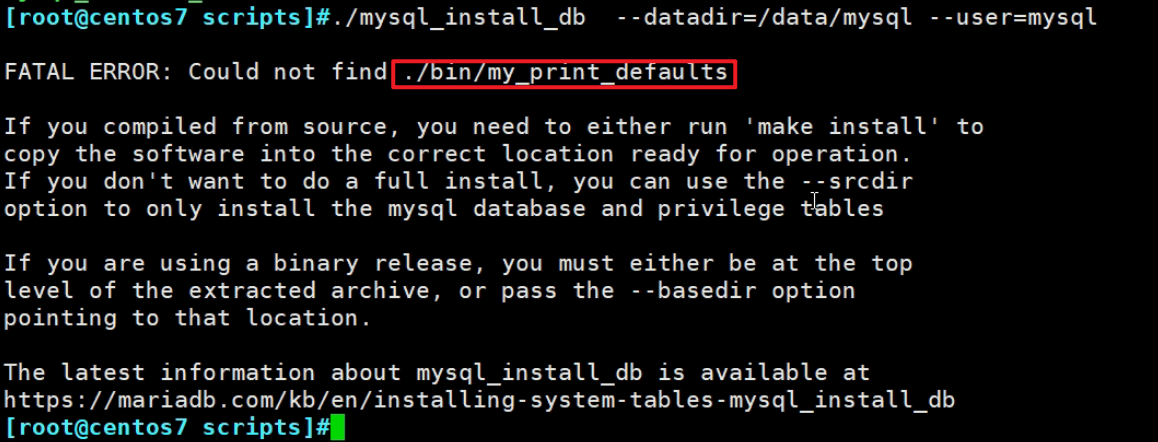 [root@centos7 scripts]#./mysql_install_db  --datadir=/data/mysql --user=mysql
FATAL ERROR: Could not find ./bin/my_print_defaults
If you compiled from source, you need to either run 'make install' to
copy the software into the correct location ready for operation.
If you don't want to do a full install, you can use the --srcdir
option to only install the mysql database and privilege tables
If you are using a binary release, you must either be at the top
level of the extracted archive, or pass the --basedir option
pointing to that location.
The latest information about mysql_install_db is available at
https://mariadb.com/kb/en/installing-system-tables-mysql_install_db
[root@centos7 scripts]#